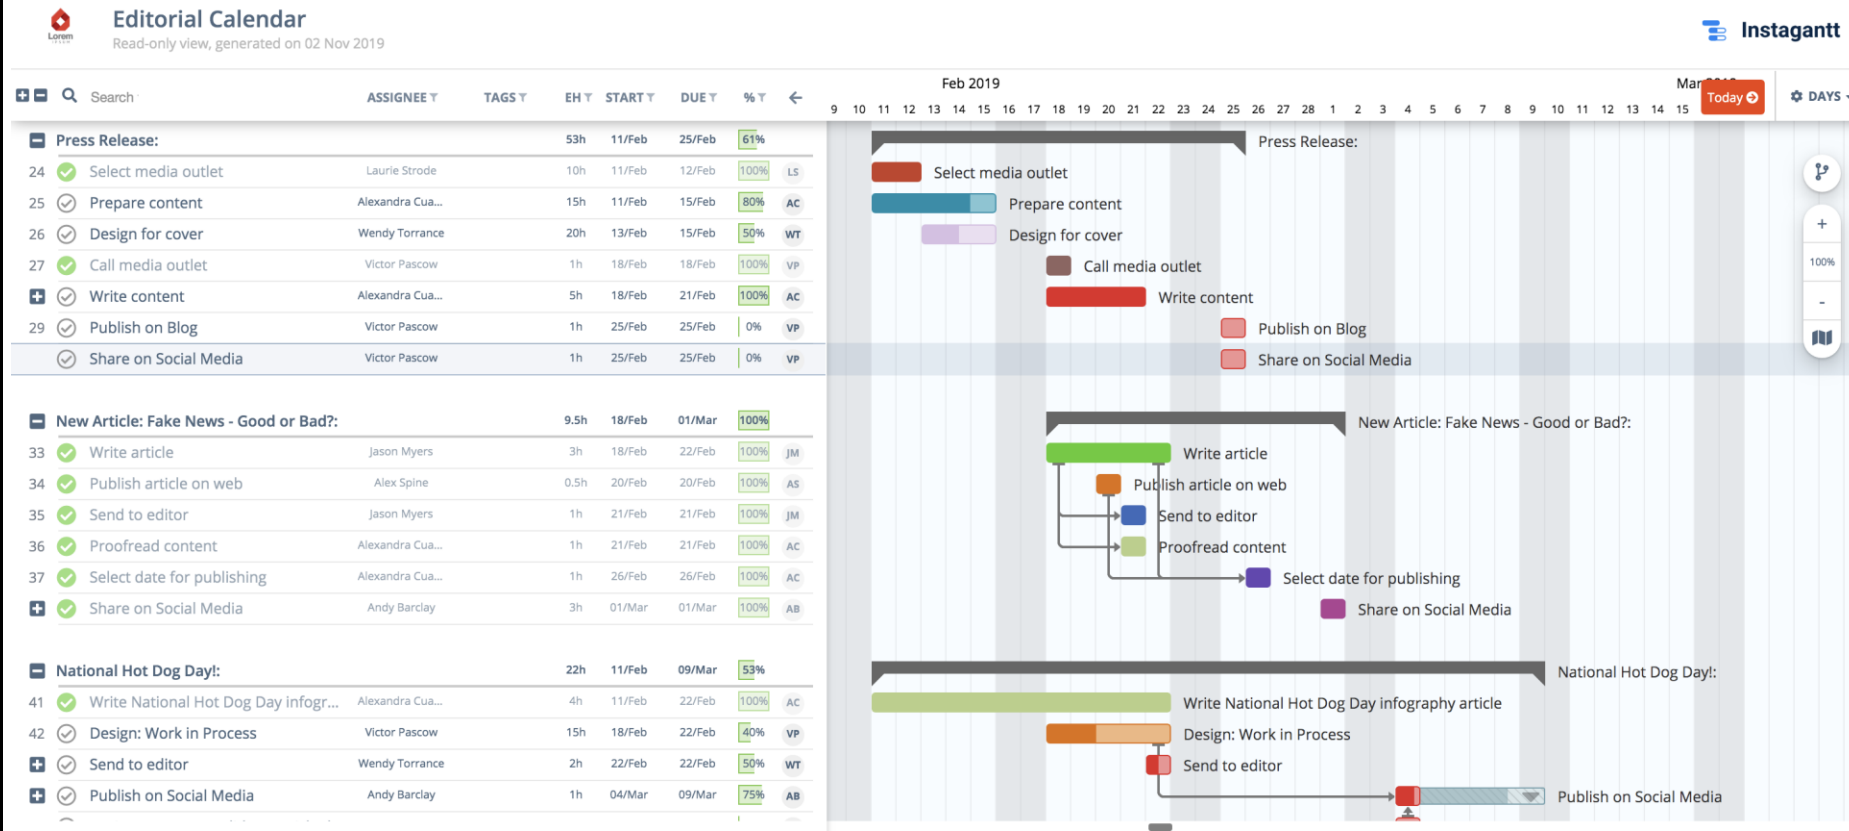 Lorem
Editorial Calendar
Read-only view, generated on 02 Nov 2019
Instagantt
Feb 2019
Search ASSIGNEE TAGS EH START DUE % Today DAYS
9 10 11 12 13 14 15 16 17 18 19 20 21 22 23 24 25 26 27 28 1 2 3 4 5 6 7 8 9 10 11 12 13 14 15
Press Release: 53h 11/Feb 25/Feb 61% Press Release:
24 Select media outlet Laurie Strode 10h 11/Feb 12/Feb 100% LS Select media outlet
25 Prepare content Alexandra Cua... 15h 11/Feb 15/Feb 80% AC Prepare content
26 Design for cover Wendy Torrance 20h 13/Feb 15/Feb 50% WT Design for cover
27 Call media outlet Victor Pascow 1h 18/Feb 18/Feb 100% VP Call media outlet
Write content Alexandra Cua... 5h 18/Feb 21/Feb 100% AC Write content
29 Publish on Blog Victor Pascow 1h 25/Feb 25/Feb 0% VP Publish on Blog
Share on Social Media Victor Pascow 1h 25/Feb 25/Feb 0% VP Share on Social Media
+
100%
-
New Article: Fake News - Good or Bad?: 9.5h 18/Feb 01/Mar 100% New Article: Fake News - Good or Bad?:
33 Write article Jason Myers 3h 18/Feb 22/Feb 100% JM Write article
34 Publish article on web Alex Spine 0.5h 20/Feb 20/Feb 100% AS Publish article on web
35 Send to editor Jason Myers 1h 21/Feb 21/Feb 100% JM Send to editor
36 Proofread content Alexandra Cua... 1h 21/Feb 21/Feb 100% AC Proofread content
37 Select date for publishing Alexandra Cua... 1h 26/Feb 26/Feb 100% AC Select date for publishing
Share on Social Media Andy Barclay 3h 01/Mar 01/Mar 100% AB Share on Social Media
National Hot Dog Day!: 22h 11/Feb 09/Mar 53% National Hot Dog Day!:
41 Write National Hot Dog Day infogr... Alexandra Cua... 4h 11/Feb 22/Feb 100% AC Write National Hot Dog Day infography article
42 Design: Work in Process Victor Pascow 15h 18/Feb 22/Feb 40% VP Design: Work in Process
Send to editor Wendy Torrance 2h 22/Feb 22/Feb 50% WT Send to editor
Publish on Social Media Andy Barclay 1h 04/Mar 09/Mar 75% AB Publish on Social Media